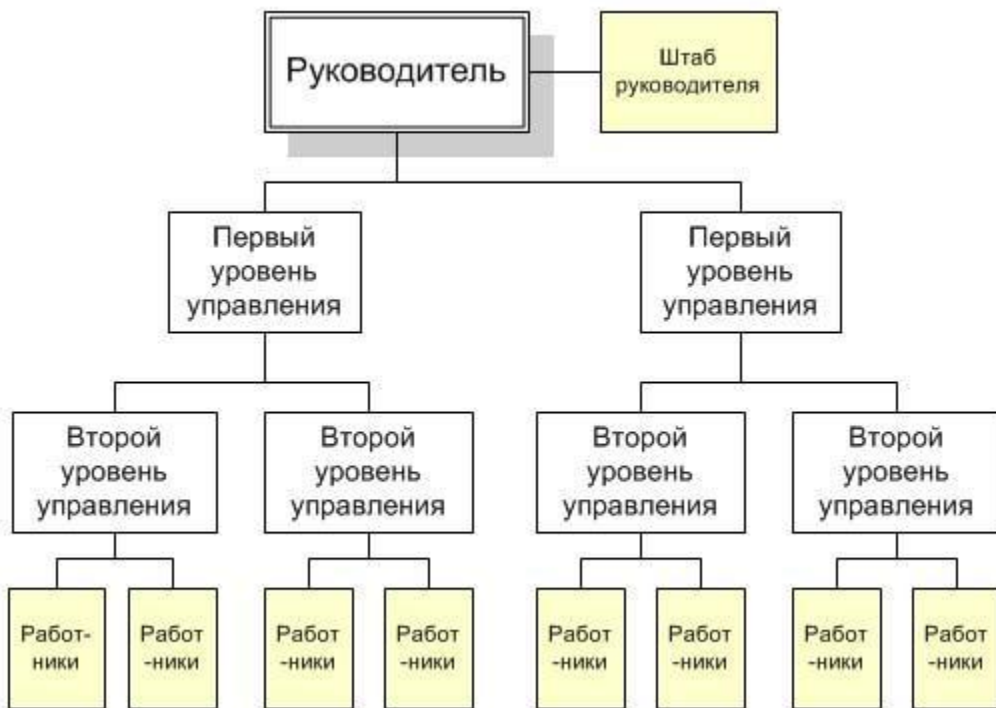 Руководитель
Штаб
руководителя
Первый
уровень
управления
Первый
уровень
управления
Второй
уровень
управления
Второй
уровень
управления
Второй
уровень
управления
Второй
уровень
управления
Работ-
ники
Работ
-ники
Работ
-ники
Работ
-ники
Работ
-ники
Работ
-ники
Работ
-ники
Работ
-ники